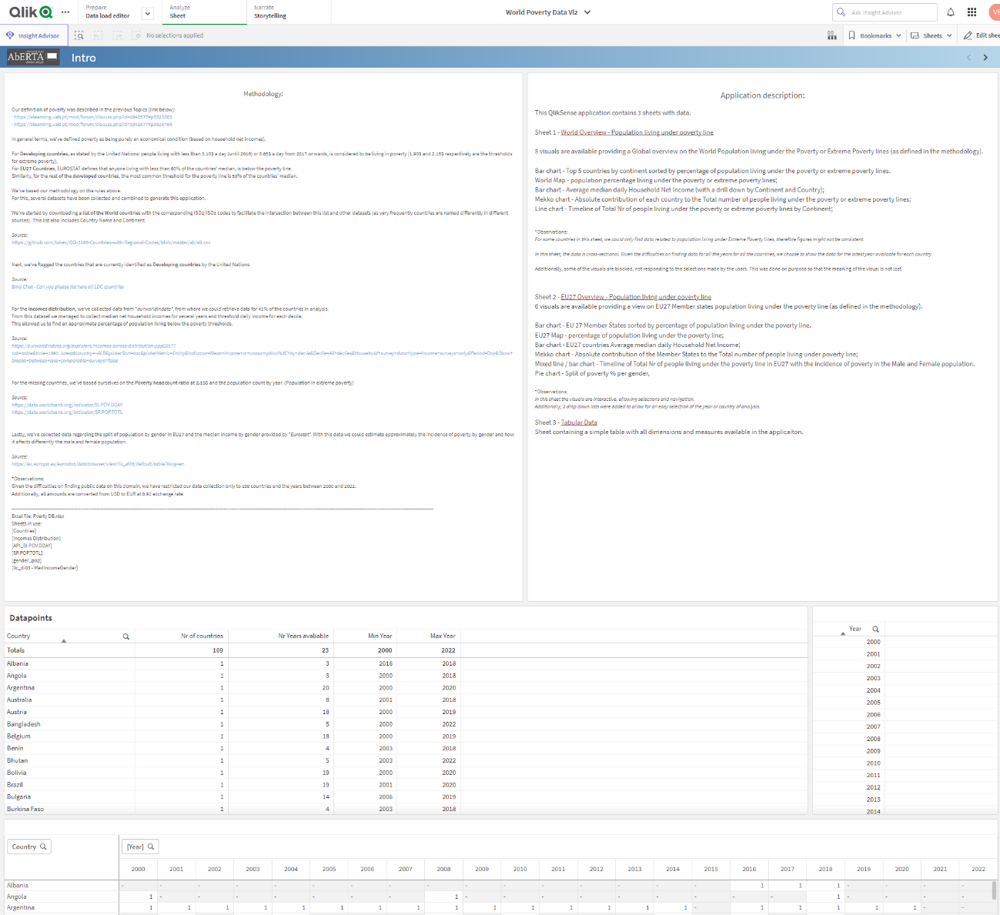 Qlik
Prepare
Data load editor
Analyze
Sheet
Narrate
Storytelling
World Poverty Data Viz
Ask Insight Advisor
VE
Insight Advisor
No selections applied
Bookmarks
Sheets
Edit shee
AbERTA
www.uab.pt
Intro
Methodology:
Our definition of poverty was described in the previous Topics (link below):
In general terms, we've defined poverty as being purely an economical condition (based on household net incomes).
For Developing countries, as stated by the United Nations: people living with less than 3.10$ a day (until 2016) or 3.65$ a day from 2017 onwards, is considered to be living in poverty (1.90$ and 2.15$ respectively are the thresholds
for extreme poverty).
For EU27 Countries, EUROSTAT defines that anyone living with less than 60% of the countries' median, is below the poverty line.
Similarly, for the rest of the developed countries, the most common threshold for the poverty line is 50% of the countries' median.
We've based our methodology on the rules above.
For this, several datasets have been collected and combined to generate this application.
We've started by downloading a list of the World countries with the corresponding ISO2/ISO3 codes to facilitate the intersection between this list and other datasets (as very frequently countries are named differently in different
sources). This list also includes Country Name and Continent.
Source:
https://github.com/lukes/ISO-3166-Countries-with-Regional-Codes/blob/master/all/all.csv
Next, we've flagged the countries that are currently identified as Developing countries by the United Nations.
Source:
Bing Chat - Can you please list here all LDC countries
For the Incomes distribution, we've collected data from "ourworldindata", from where we could retrieve data for 41% of the countries in analysis.
From this dataset we managed to collect median net household incomes for several years and threshold daily income for each decile.
This allowed us to find an approximate percentage of population living below the poverty thresholds.
Source:
https://ourworldindata.org/explorers/incomes-across-distribution-ppp2017?
tab=table&time=1990..latest&country=~ALB&pickerSort=asc&pickerMetric=Entity&Indicator=Mean+income+or+consumption%2C+by+decile&Decile=All+deciles&Household+survey+data+type=Income+surveys+only&Period=Day&Show+
breaks+between+less+comparable+surveys=false
For the missing countries, we've based ourselves on the Poverty headcount ratio at 2.15$ and the population count by year. (Population in extreme poverty)
Source:
https://data.worldbank.org/indicator/SI.POV.DDAY
https://data.worldbank.org/indicator/SP.POP.TOTL
Lastly, we've collected data regarding the split of population by gender in EU27 and the median income by gender provided by "Eurostat". With this data we could estimate approximately the incidence of poverty by gender and how
it affects differently the male and female population.
Source:
https://ec.europa.eu/eurostat/databrowser/view/ilc_di03/default/table?lang=en
*Observations:
Given the difficulties on finding public data on this domain, we have restricted our data collection only to 109 countries and the years between 2000 and 2022.
Additionally, all amounts are converted from USD to EUR at 0.91 exchange rate.
Excel file: Pverty DB.xlsx
Sheets in use:
[Countries]
[Incomes Distribution]
[API_SI.POV.DDAY]
[SP.POP.TOTL]
[gender_pop]
[ilc_di03 - MedIncomeGender]
Application description:
This QlikSense application contains 3 sheets with data.
Sheet 1 - World Overview - Population living under poverty line
5 visuals are available providing a Global overview on the World Population living under the Poverty or Extreme Poverty lines (as defined in the methodology).
Bar chart - Top 5 countries by continent sorted by percentage of population living under the poverty or extreme poverty lines.
World Map - population percentage living under the poverty or extreme poverty lines;
Bar chart - Average median daily Household Net Income (with a drill down by Continent and Country);
Mekko chart - Absolute contribution of each country to the Total number of people living under the poverty or extreme poverty lines;
Line chart - Timeline of Total Nr of people living under the poverty or extreme poverty lines by Continent;
*Observations:
For some countries in this sheet, we could only find data related to population living under Extreme Poverty lines, therefore figures might not be consistent.
In this sheet, the data is cross-sectional. Given the difficulties on finding data for all the years for all the countries, we choose to show the data for the latest year available for each country.
Additionally, some of the visuals are blocked, not responding to the selections made by the users. This was done on purpose so that the meaning of the visual is not lost.
Sheet 2 - EU27 Overview - Population living under poverty line
6 visuals are available providing a view on EU27 Member states population living under the poverty line (as defined in the methodology).
Bar chart - EU 27 Member States sorted by percentage of population living under the poverty line.
EU27 Map - percentage of population living under the poverty line;
Bar chart - EU27 countries Average median daily Household Net Income;
Mekko chart - Absolute contribution of the Member States to the Total number of people living under poverty line;
Mixed line / bar chart - Timeline of Total Nr of people living under the poverty line in EU27 with the incidence of poverty in the Male and Female population.
Pie chart - Split of poverty % per gender,
*Observations:
In this sheet the visuals are interactive, allowing selections and navigation.
Additionally, 2 drop down lists were added to allow for an easy selection of the year or country of analysis.
Sheet 3 - Tabular Data
Sheet containing a simple table with all dimensions and measures available in the applicaiton.
Datapoints
Country Nr of countries Nr Years avaliable Min Year Max Year
Totals 109 23 2000 2022
Albania 1 3 2016 2018
Angola 1 3 2000 2018
Argentina 1 20 2000 2020
Australia 1 8 2001 2018
Austria 1 18 2000 2019
Bangladesh 1 5 2000 2022
Belgium 1 18 2000 2019
Benin 1 4 2003 2018
Bhutan 1 5 2003 2022
Bolivia 1 19 2000 2020
Brazil 1 19 2001 2020
Bulgaria 1 14 2006 2019
Burkina Faso 1 4 2003 2018
Year
2000
2001
2002
2003
2004
2005
2006
2007
2008
2009
2010
2011
2012
2013
2014
Country [Year]
2000 2001 2002 2003 2004 2005 2006 2007 2008 2009 2010 2011 2012 2013 2014 2015 2016 2017 2018 2019 2020 2021 2022
Albania - - - - - - - - - - - - - - - - 1 1 1 - - - -
Angola 1 - - - - - - - 1 - - - - - - - - - 1 - - - -
Argentina 1 1 1 1 1 1 1 1 1 1 1 1 1 1 1 - 1 1 1 1 1 - -